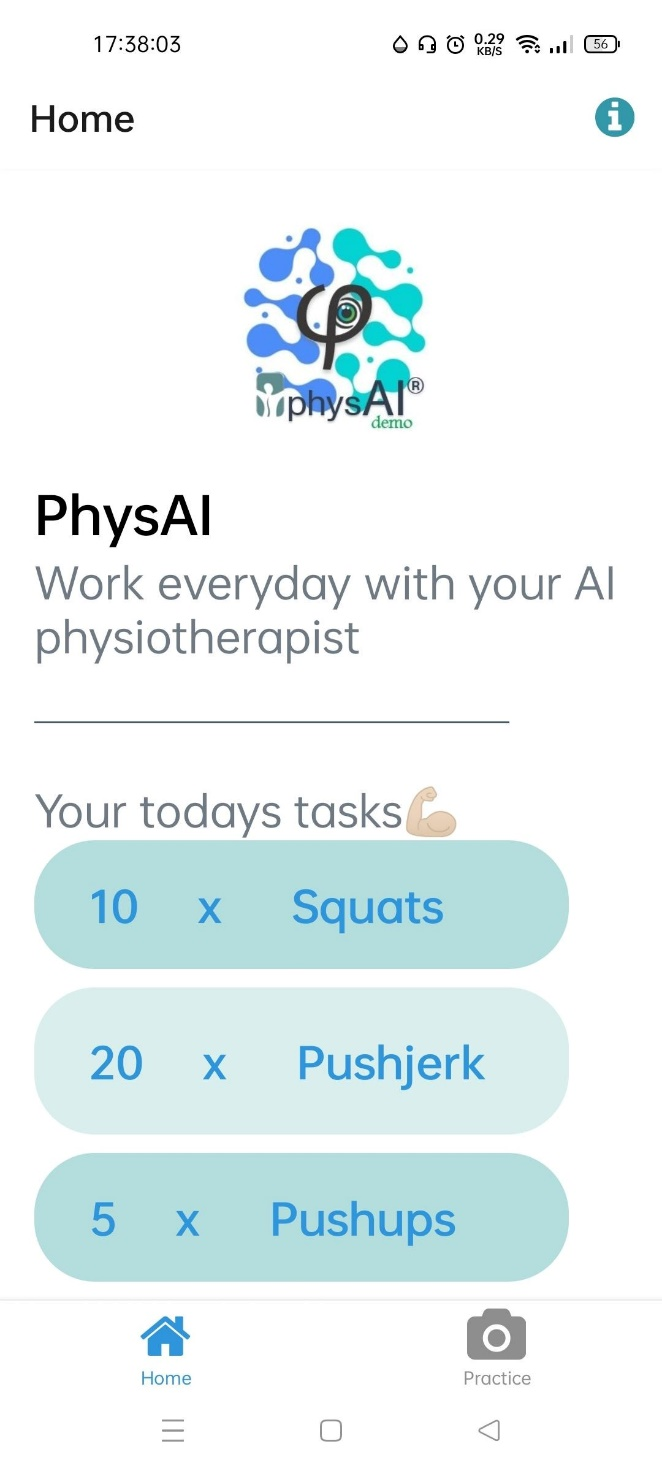 17:38:03 0.29 KB/S 56
Home
φ
physAI®
demo
PhysAI
Work everyday with your AI
physiotherapist
Your todays tasks💪🏼
10 x Squats
20 x Pushjerk
5 x Pushups
Home Practice